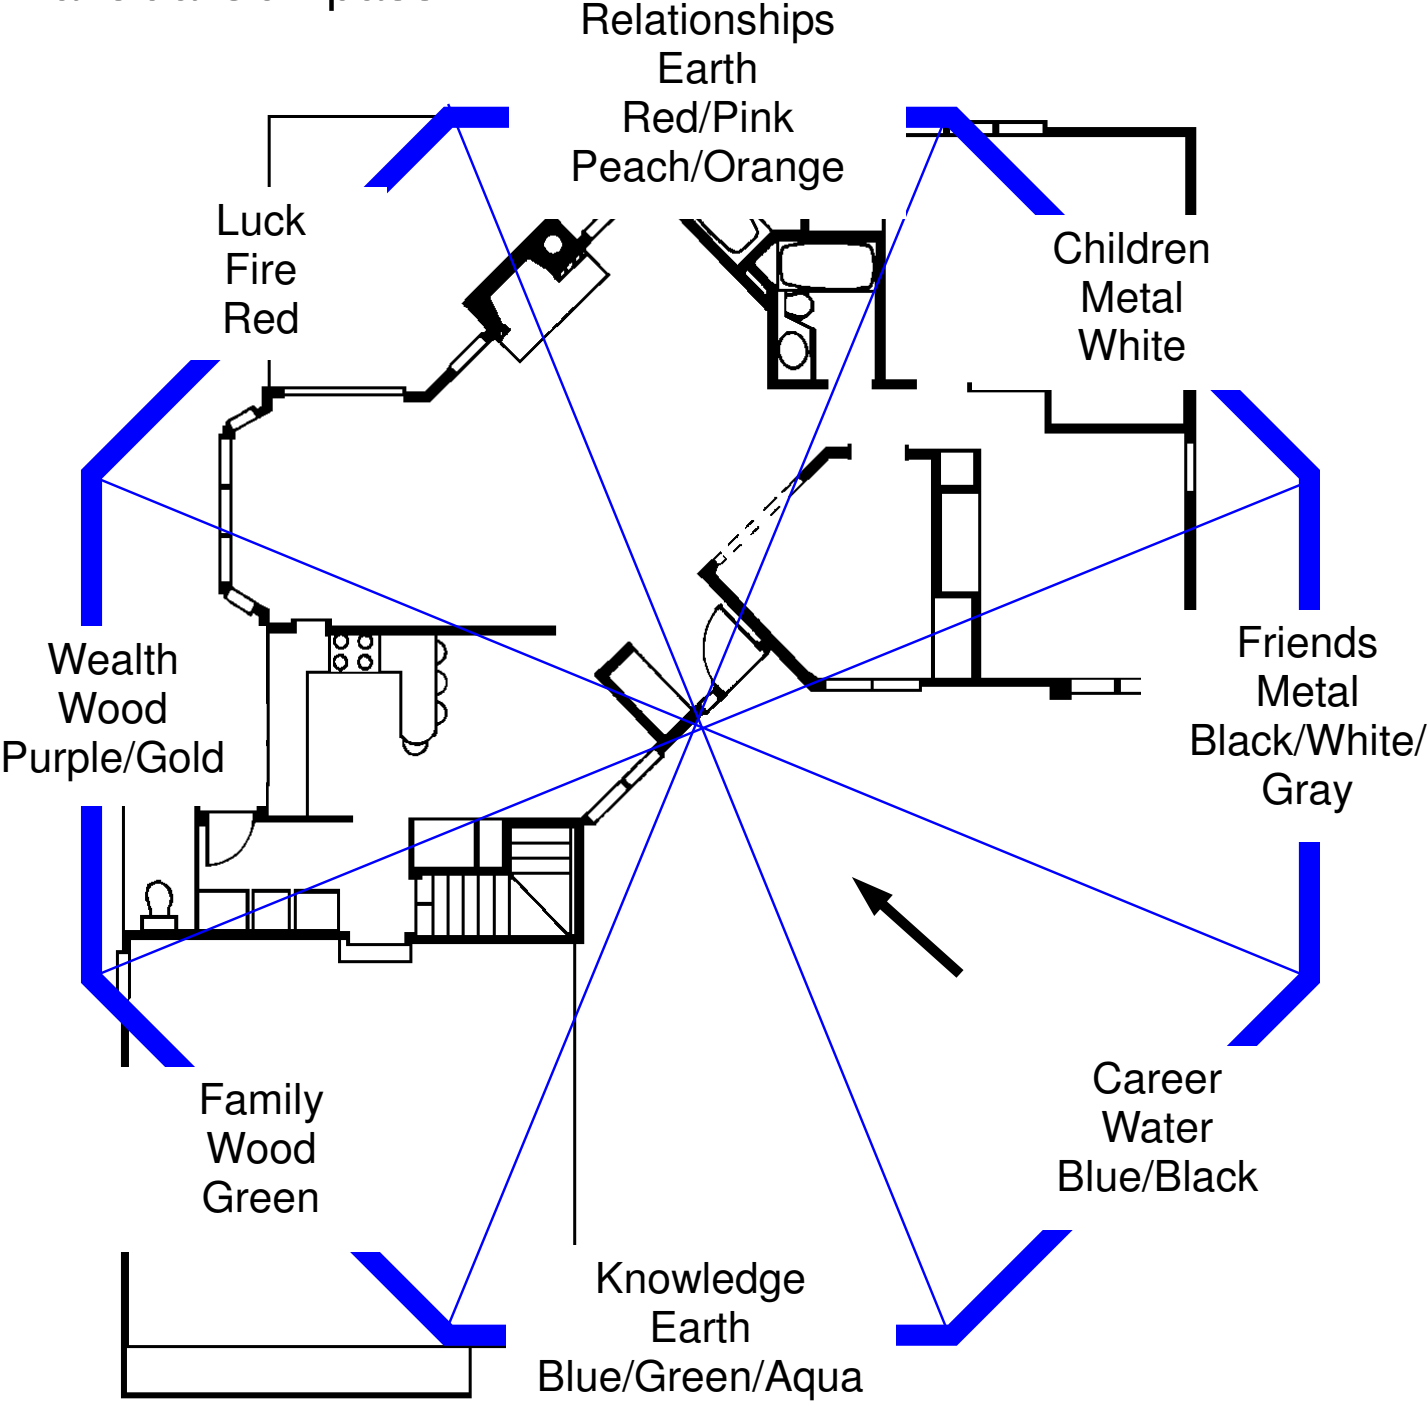 Relationships
Earth
Red/Pink
Peach/Orange
Luck
Fire
Red
Children
Metal
White
Wealth
Wood
Purple/Gold
Friends
Metal
Black/White/
Gray
Family
Wood
Green
Career
Water
Blue/Black
Knowledge
Earth
Blue/Green/Aqua